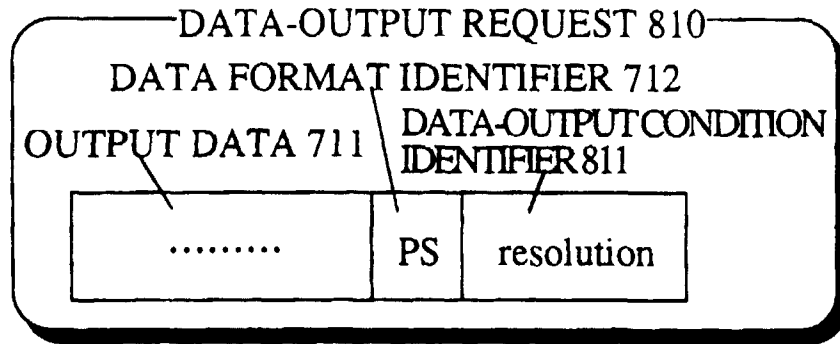 DATA-OUTPUT REQUEST 810
DATA FORMAT IDENTIFIER 712
OUTPUT DATA 711
DATA-OUTPUT CONDITION
IDENTIFIER 811
......... PS resolution